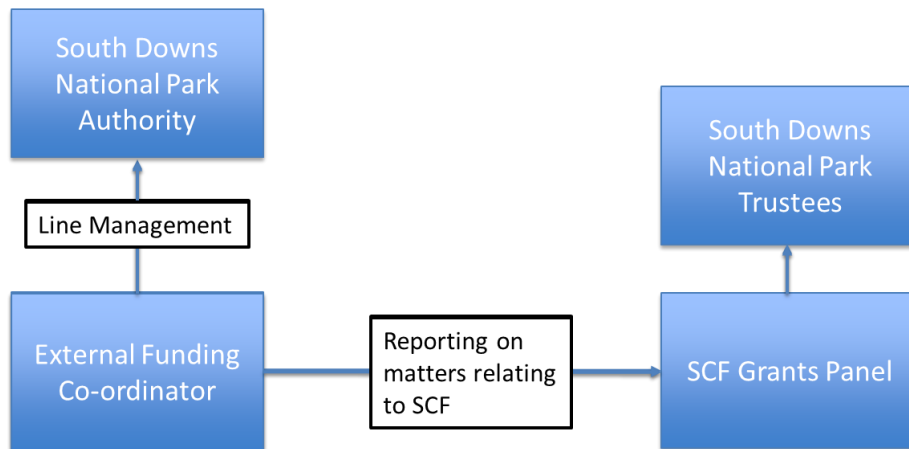 South Downs
National Park
Authority
South Downs
National Park
Trustees
Line Management
External Funding
Co-ordinator
Reporting on
matters relating
to SCF
SCF Grants Panel